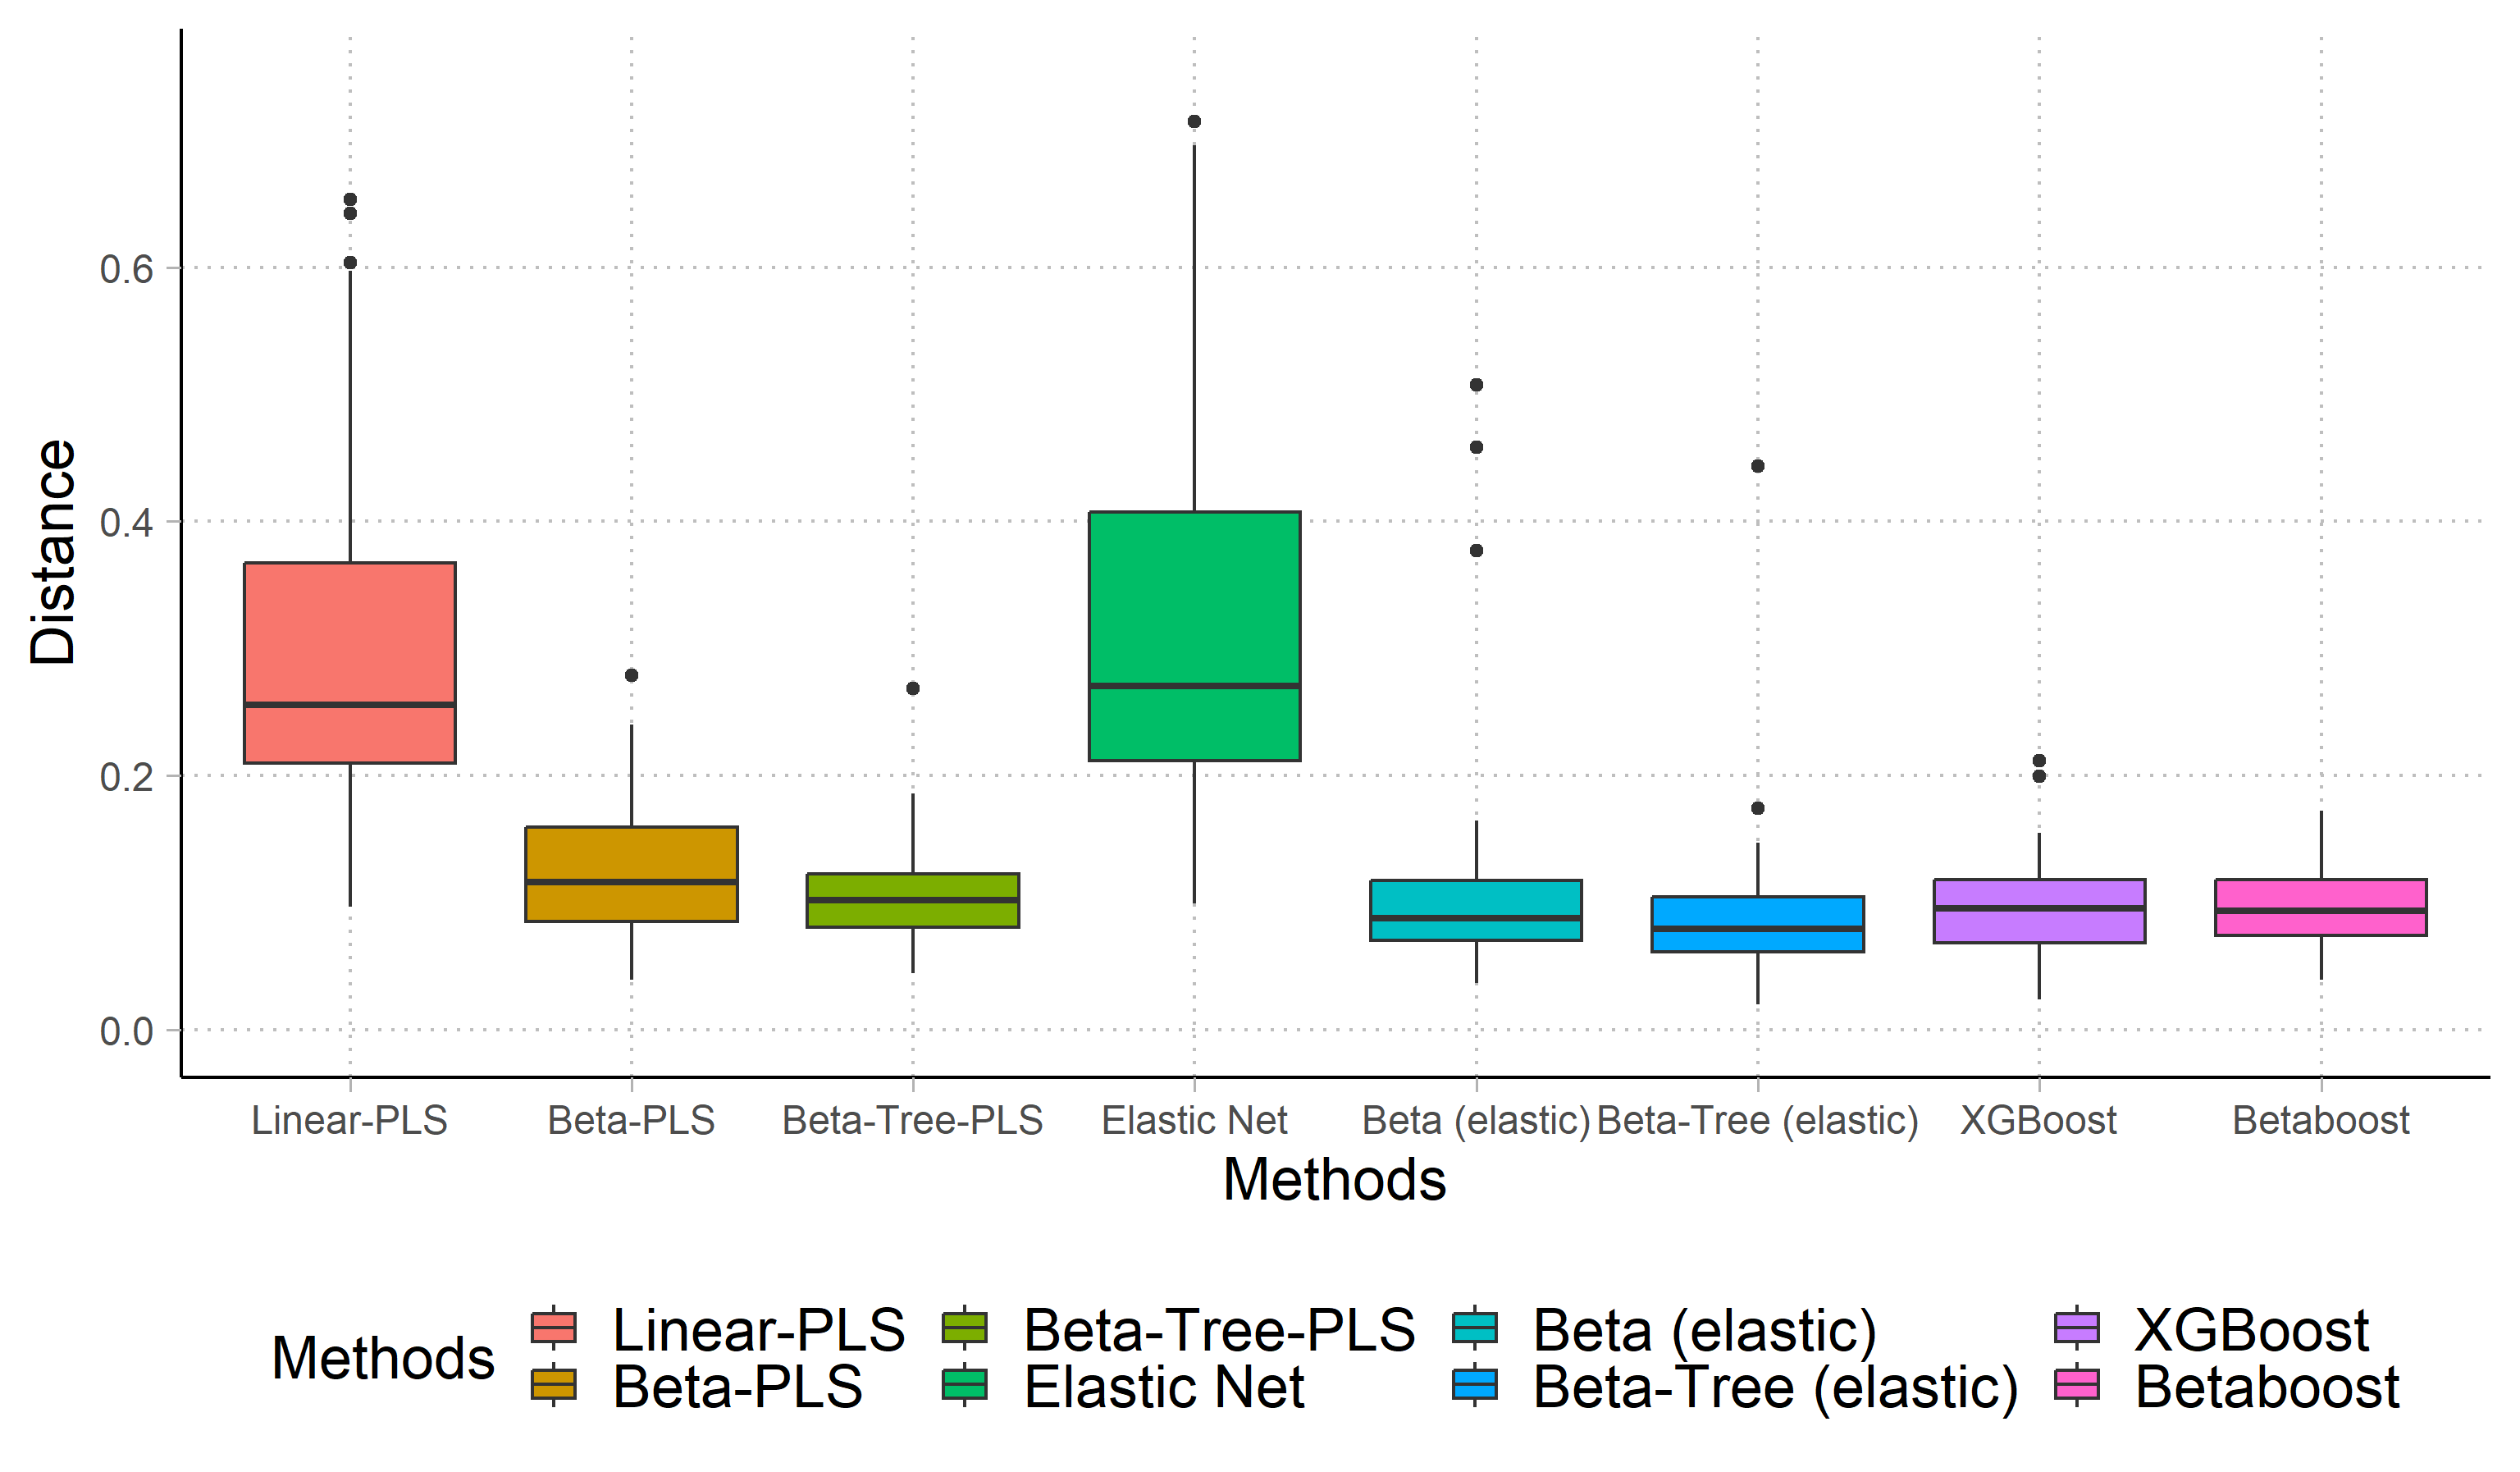 Distance
0.6
0.4
0.2
0.0
Linear-PLS Beta-PLS Beta-Tree-PLS Elastic Net Beta (elastic) Beta-Tree (elastic) XGBoost Betaboost
Methods
Methods
Linear-PLS Beta-Tree-PLS Beta (elastic) XGBoost
Beta-PLS Elastic Net Beta-Tree (elastic) Betaboost